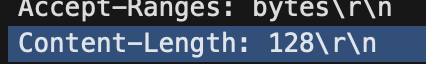 Accept-Ranges: bytes\r\n
Content-Length: 128\r\n